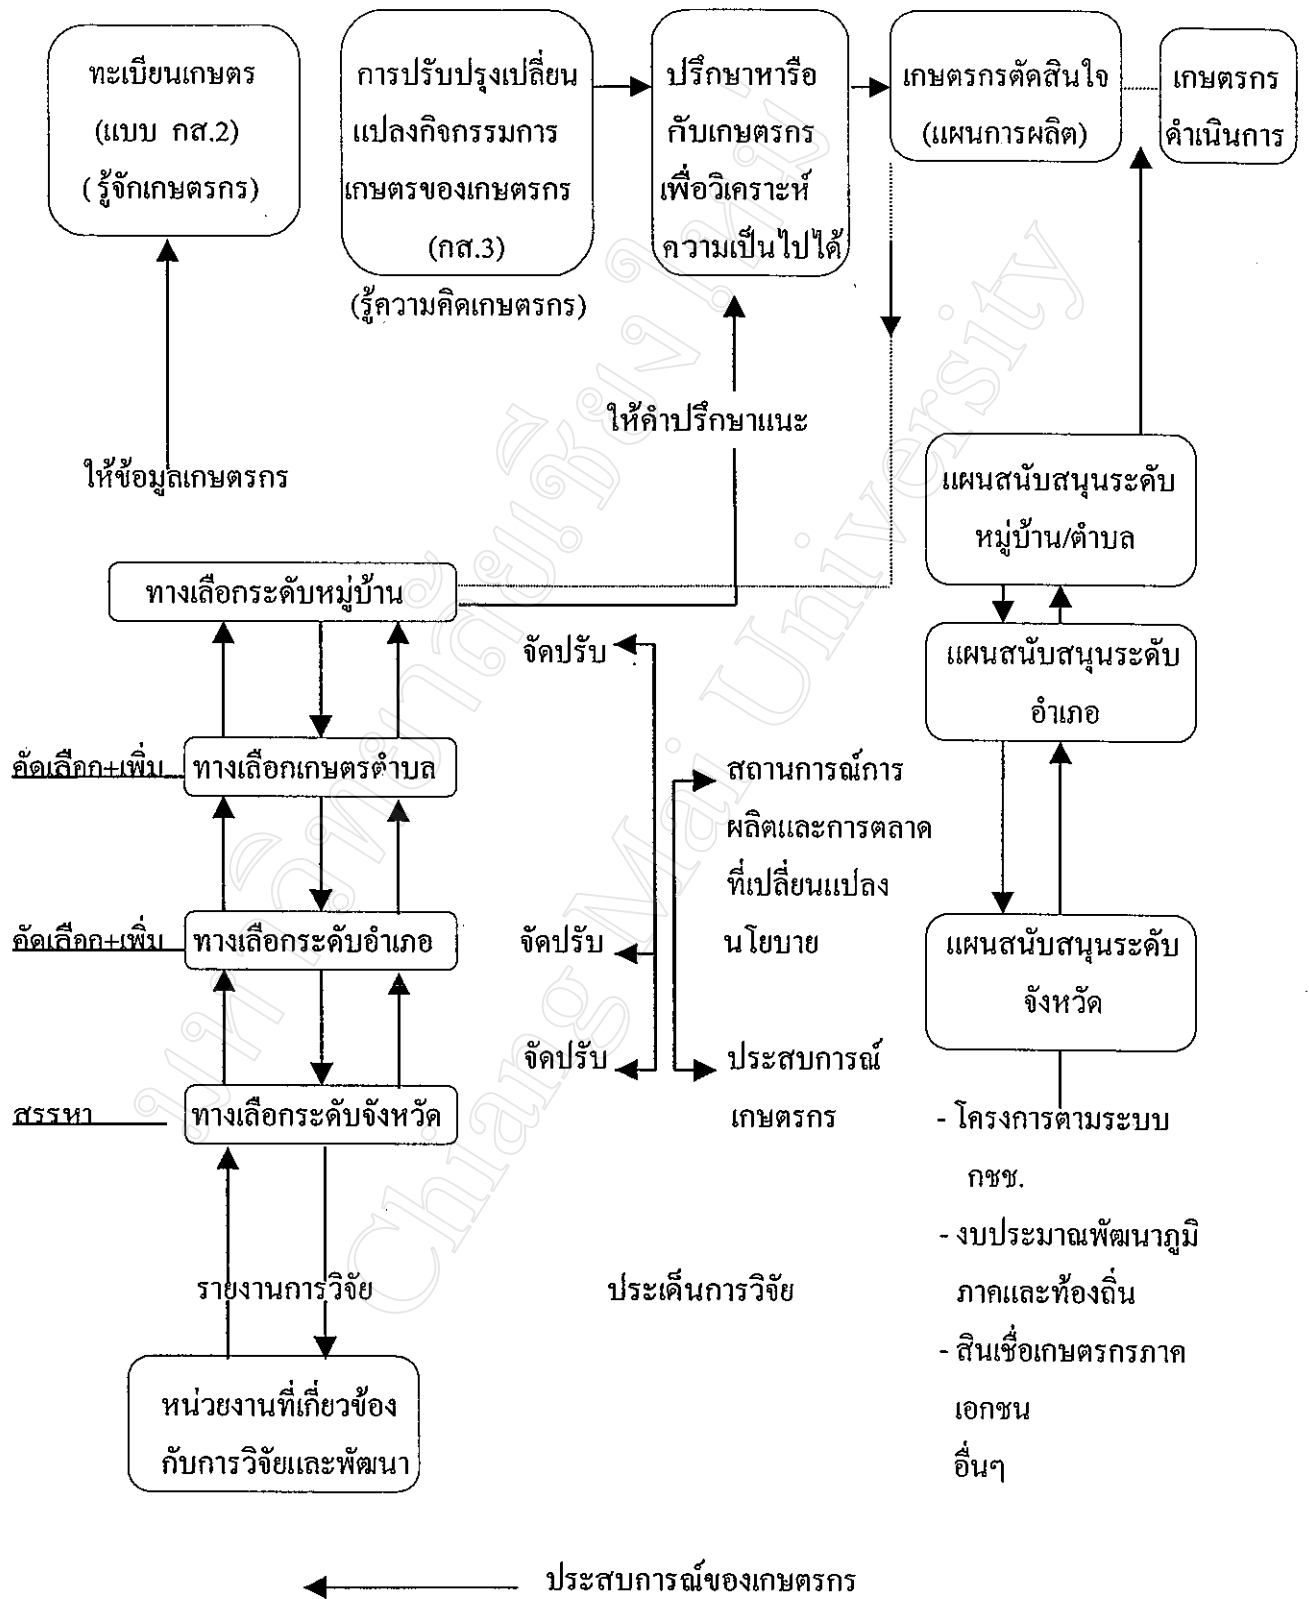 ทะเบียนเกษตร
(แบบ กส.2)
(รู้จักเกษตรกร)
การปรับปรุงเปลี่ยน
แปลงกิจกรรมการ
เกษตรของเกษตรกร
(กส.3)
(รู้ความคิดเกษตรกร)
ปรึกษาหารือ
กับเกษตรกร
เพื่อวิเคราะห์
ความเป็นไปได้
เกษตรกรตัดสินใจ
(แผนการผลิต)
เกษตรกร
ดำเนินการ
ให้คำปรึกษาแนะ
ให้ข้อมูลเกษตรกร
แผนสนับสนุนระดับ
หมู่บ้าน/ตำบล
ทางเลือกระดับหมู่บ้าน
จัดปรับ
แผนสนับสนุนระดับ
อำเภอ
คัดเลือก+เพิ่ม
ทางเลือกเกษตรตำบล
สถานการณ์การ
ผลิตและการตลาด
ที่เปลี่ยนแปลง
นโยบาย
คัดเลือก+เพิ่ม
ทางเลือกระดับอำเภอ
จัดปรับ
แผนสนับสนุนระดับ
จังหวัด
จัดปรับ
ประสบการณ์
เกษตรกร
สรรหา
ทางเลือกระดับจังหวัด
- โครงการตามระบบ
กชช.
- งบประมาณพัฒนาภูมิ
ภาคและท้องถิ่น
- สินเชื่อเกษตรกรภาค
เอกชน
อื่นๆ
รายงานการวิจัย
ประเด็นการวิจัย
หน่วยงานที่เกี่ยวข้อง
กับการวิจัยและพัฒนา
ประสบการณ์ของเกษตรกร
มหาวิทยาลัยเชียงใหม่
Chiang Mai University